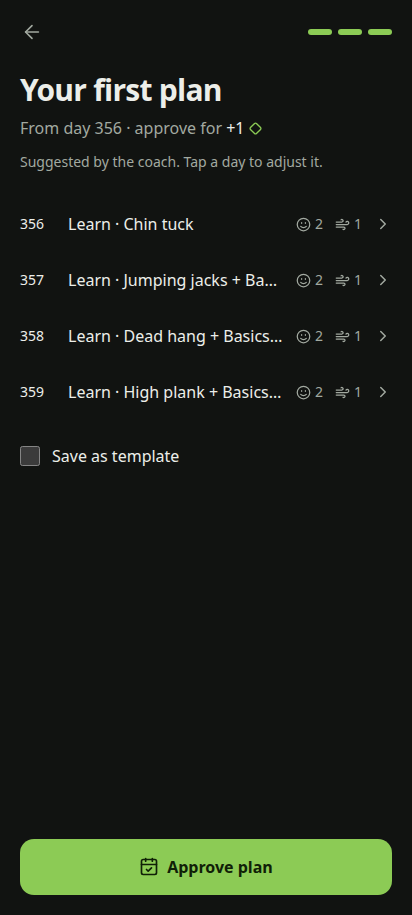 Your first plan
From day 356 · approve for +1
Suggested by the coach. Tap a day to adjust it.
356 Learn · Chin tuck 2 1
357 Learn · Jumping jacks + Ba... 2 1
358 Learn · Dead hang + Basics... 2 1
359 Learn · High plank + Basics... 2 1
Save as template
Approve plan